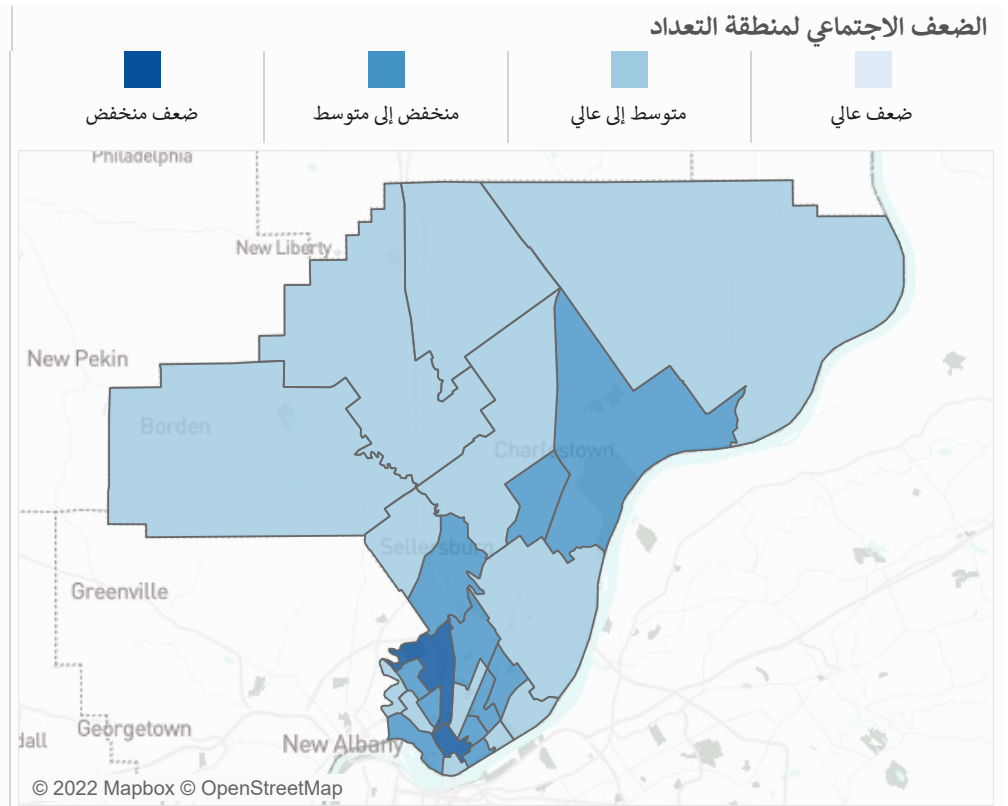 الضعف الاجتماعي لمنطقة التعداد
ضعف عالي
متوسط إلى عالي
منخفض إلى متوسط
ضعف منخفض
Philadelphia
New Liberty
New Pekin
Borden
Charlestown
Sellersburg
Greenville
Georgetown
dall
New Albany
© 2022 Mapbox © OpenStreetMap